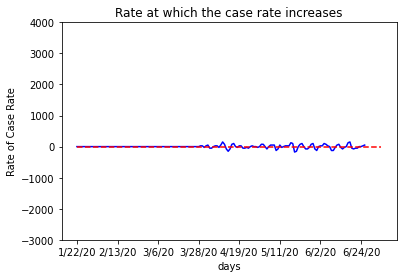 Rate at which the case rate increases
4000
3000
2000
1000
0
−1000
−2000
−3000
Rate of Case Rate
1/22/20 2/13/20 3/6/20 3/28/20 4/19/20 5/11/20 6/2/20 6/24/20
days